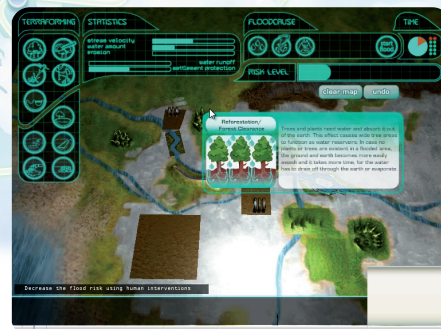 TERRAFORMING
STATISTICS
FLOODCAUSE
TIME
stream velocity
water amount
erosion
water runoff
settlement protection
start
flood
RISK LEVEL
clear map
undo
Reforestation/
Forest Clearance
Trees and plants need water and absorb it out
of the earth. This effect causes wide tree areas
to function as water reservoirs. In case no
plants or trees are existent in a flooded area,
the ground and earth becomes more easily
and it takes more time, for the water
has to drain off through the earth or evaporate.
Decrease the flood risk using human interventions